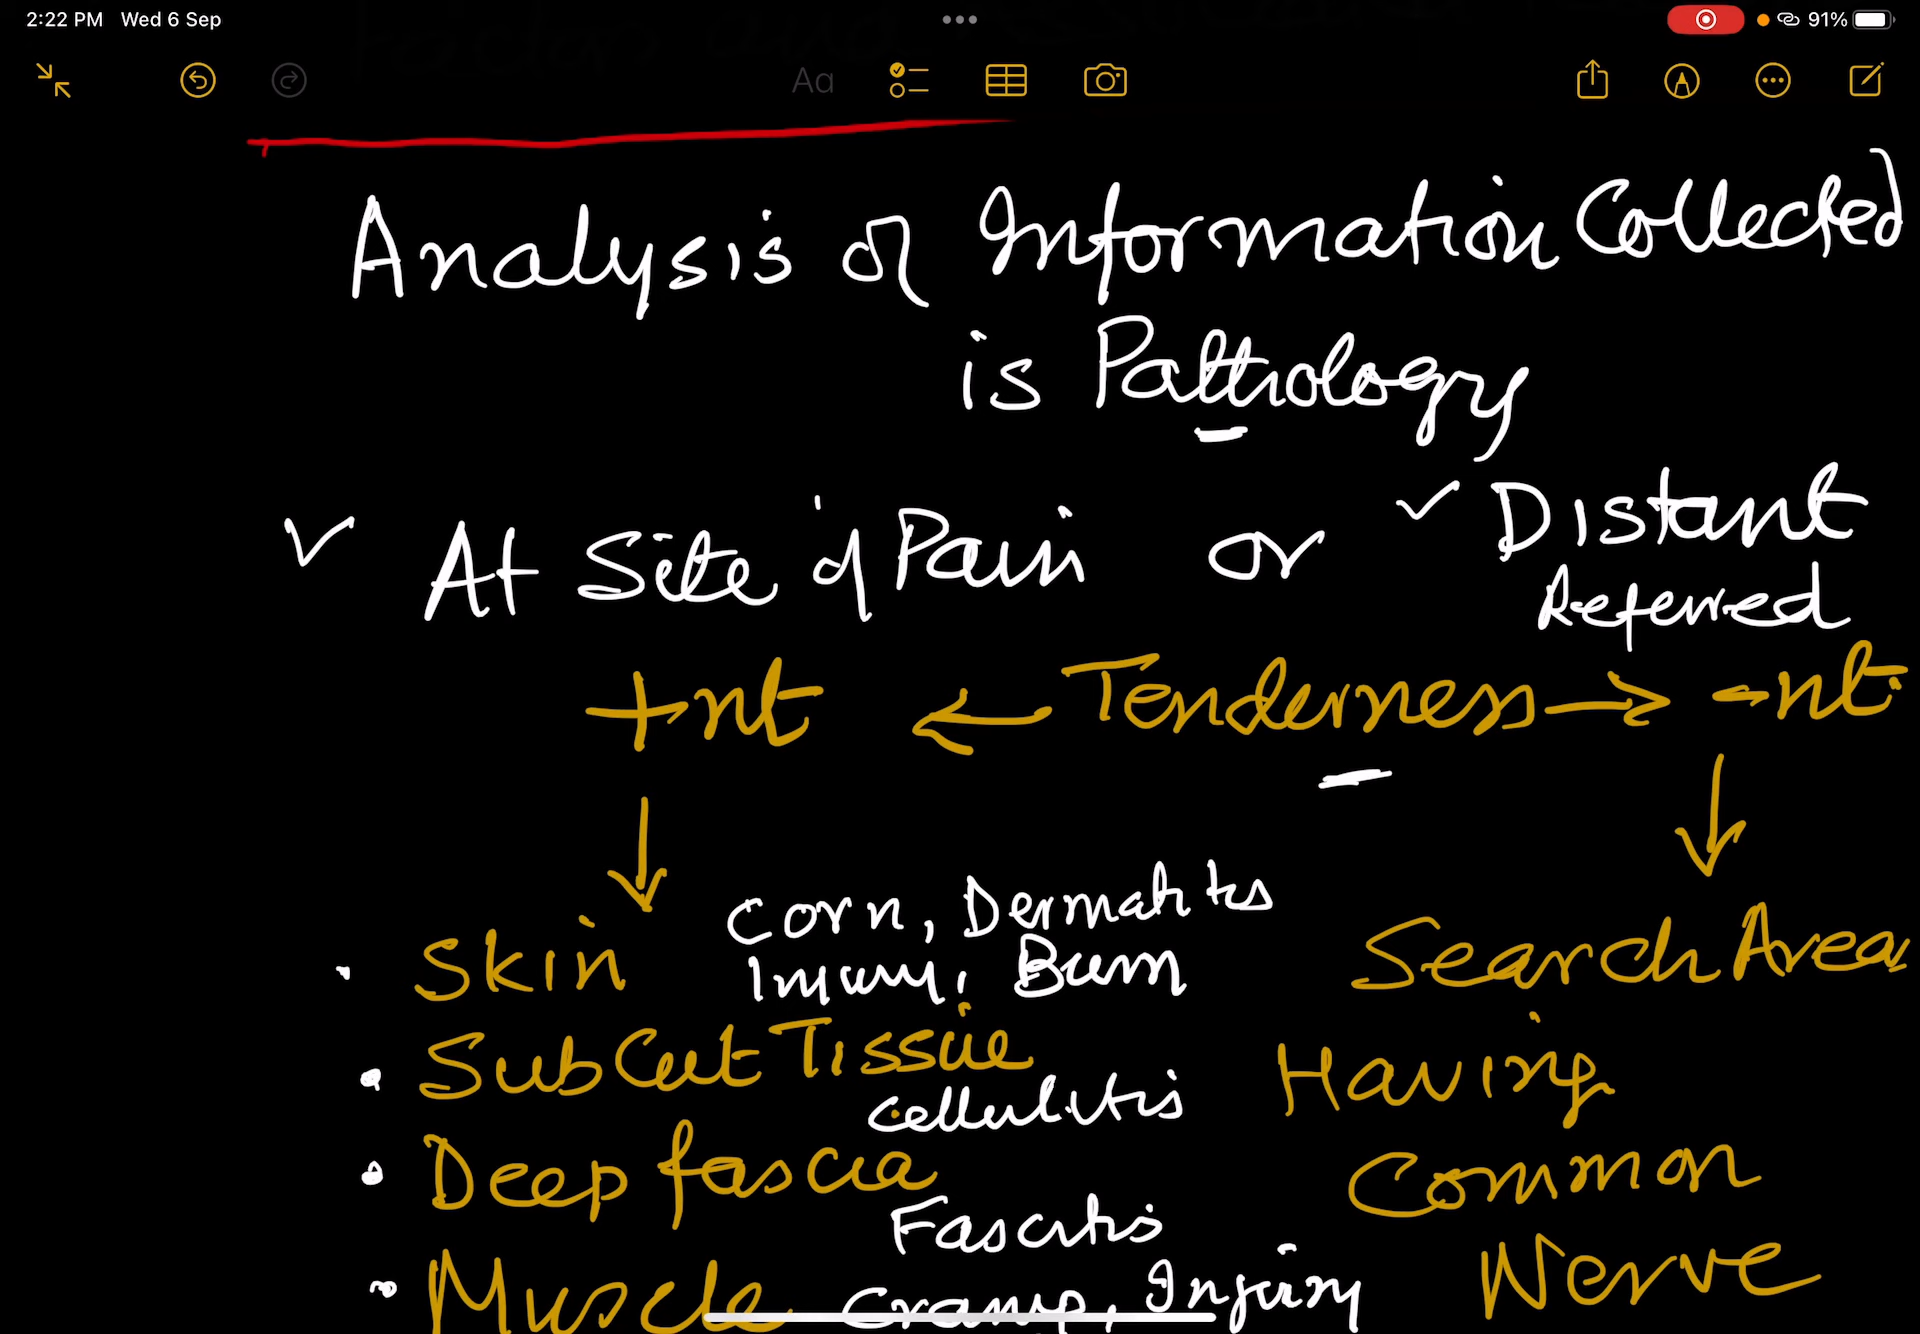 2:22 PM Wed 6 Sep
91%
Aa
Analysis of Information Collected
is Pathology
At Site of Pain or Distant
Referred
+nt ← Tenderness → -nt
Corn, Dermatitis
Skin Injury, Burn Search Area
SubCut Tissue Having
Cellulitis
Deep fascia Common
Fascitis
Muscle Cramp, Injury Nerve